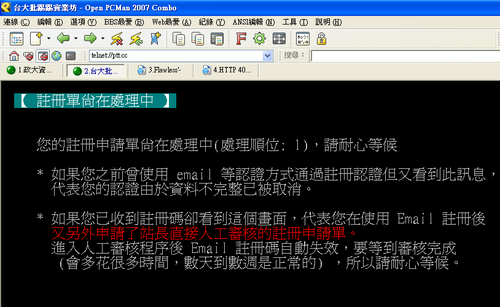 台大批踢踢實業坊 - Open PCMan 2007 Combo
連線(C) 編輯(E) 檢視(V) BBS最愛(B) Web最愛(A) 紀錄(Y) ANSI編輯(N) 工具(T) 說明(H)
telnet://ptt.cc 搜尋:
1.政大資... 2.台大批... 3.Flawless'- 4.HTTP 40...
【 註冊單尚在處理中 】
您的註冊申請單尚在處理中(處理順位: 1)，請耐心等候
* 如果您之前曾使用 email 等認證方式通過註冊認證但又看到此訊息，
代表您的認證由於資料不完整已被取消。
* 如果您已收到註冊碼卻看到這個畫面，代表您在使用 Email 註冊後
又另外申請了站長直接人工審核的註冊申請單。
進入人工審核程序後 Email 註冊碼自動失效，要等到審核完成
(會多花很多時間，數天到數週是正常的)，所以請耐心等候。